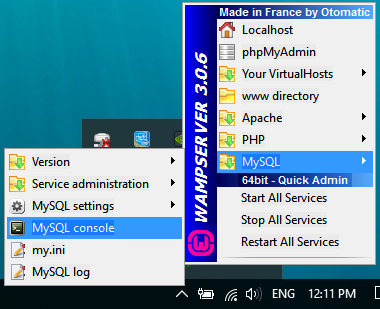 Made in France by Otomatic
WAMPSERVER 3.0.6
Localhost
phpMyAdmin
Your VirtualHosts
www directory
Apache
PHP
MySQL
64bit - Quick Admin
Start All Services
Stop All Services
Restart All Services
Version
Service administration
MySQL settings
MySQL console
my.ini
MySQL log
ENG
12:11 PM